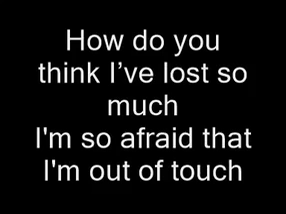 How do you
think I’ve lost so
much
I'm so afraid that
I'm out of touch